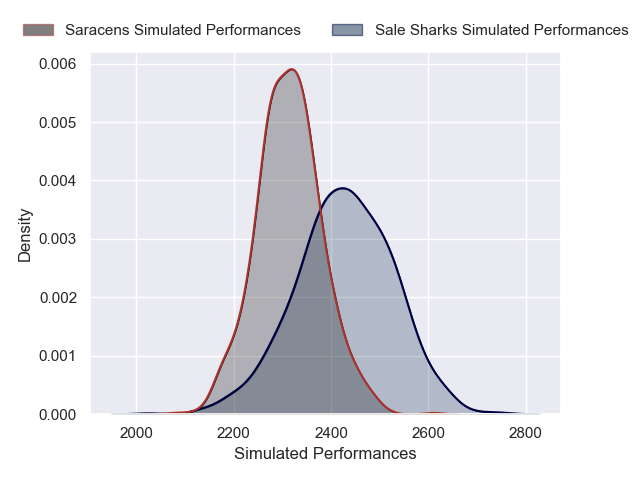 Saracens Simulated Performances
Sale Sharks Simulated Performances
0.006
0.005
0.004
0.003
0.002
0.001
0.000
Density
2000 2200 2400 2600 2800
Simulated Performances